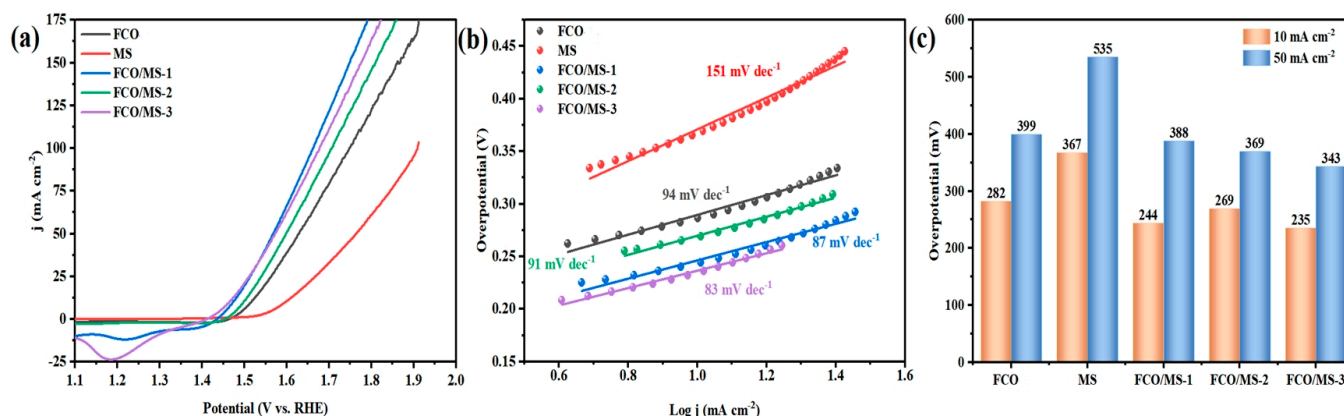 (a)
FCO
MS
FCO/MS-1
FCO/MS-2
FCO/MS-3
j (mA cm⁻²)
175
150
125
100
75
50
25
0
-25
1.1 1.2 1.3 1.4 1.5 1.6 1.7 1.8 1.9 2.0
Potential (V vs. RHE)
(b)
FCO
MS
FCO/MS-1
FCO/MS-2
FCO/MS-3
151 mV dec⁻¹
94 mV dec⁻¹
91 mV dec⁻¹
87 mV dec⁻¹
83 mV dec⁻¹
Overpotential (V)
0.45
0.40
0.35
0.30
0.25
0.20
0.15
0.4 0.6 0.8 1.0 1.2 1.4 1.6
Log j (mA cm⁻²)
(c)
10 mA cm⁻²
50 mA cm⁻²
Overpotential (mV)
600
500
400
300
200
100
0
282 399 367 535 244 388 269 369 235 343
FCO MS FCO/MS-1 FCO/MS-2 FCO/MS-3